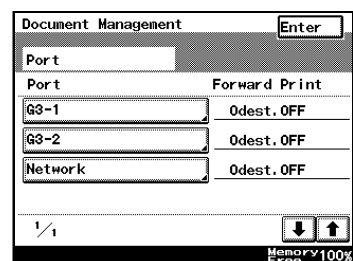 Document Management Enter
Port
Port Forward Print
G3-1 0dest.OFF
G3-2 0dest.OFF
Network 0dest.OFF
1/1
Memory 100%
Free